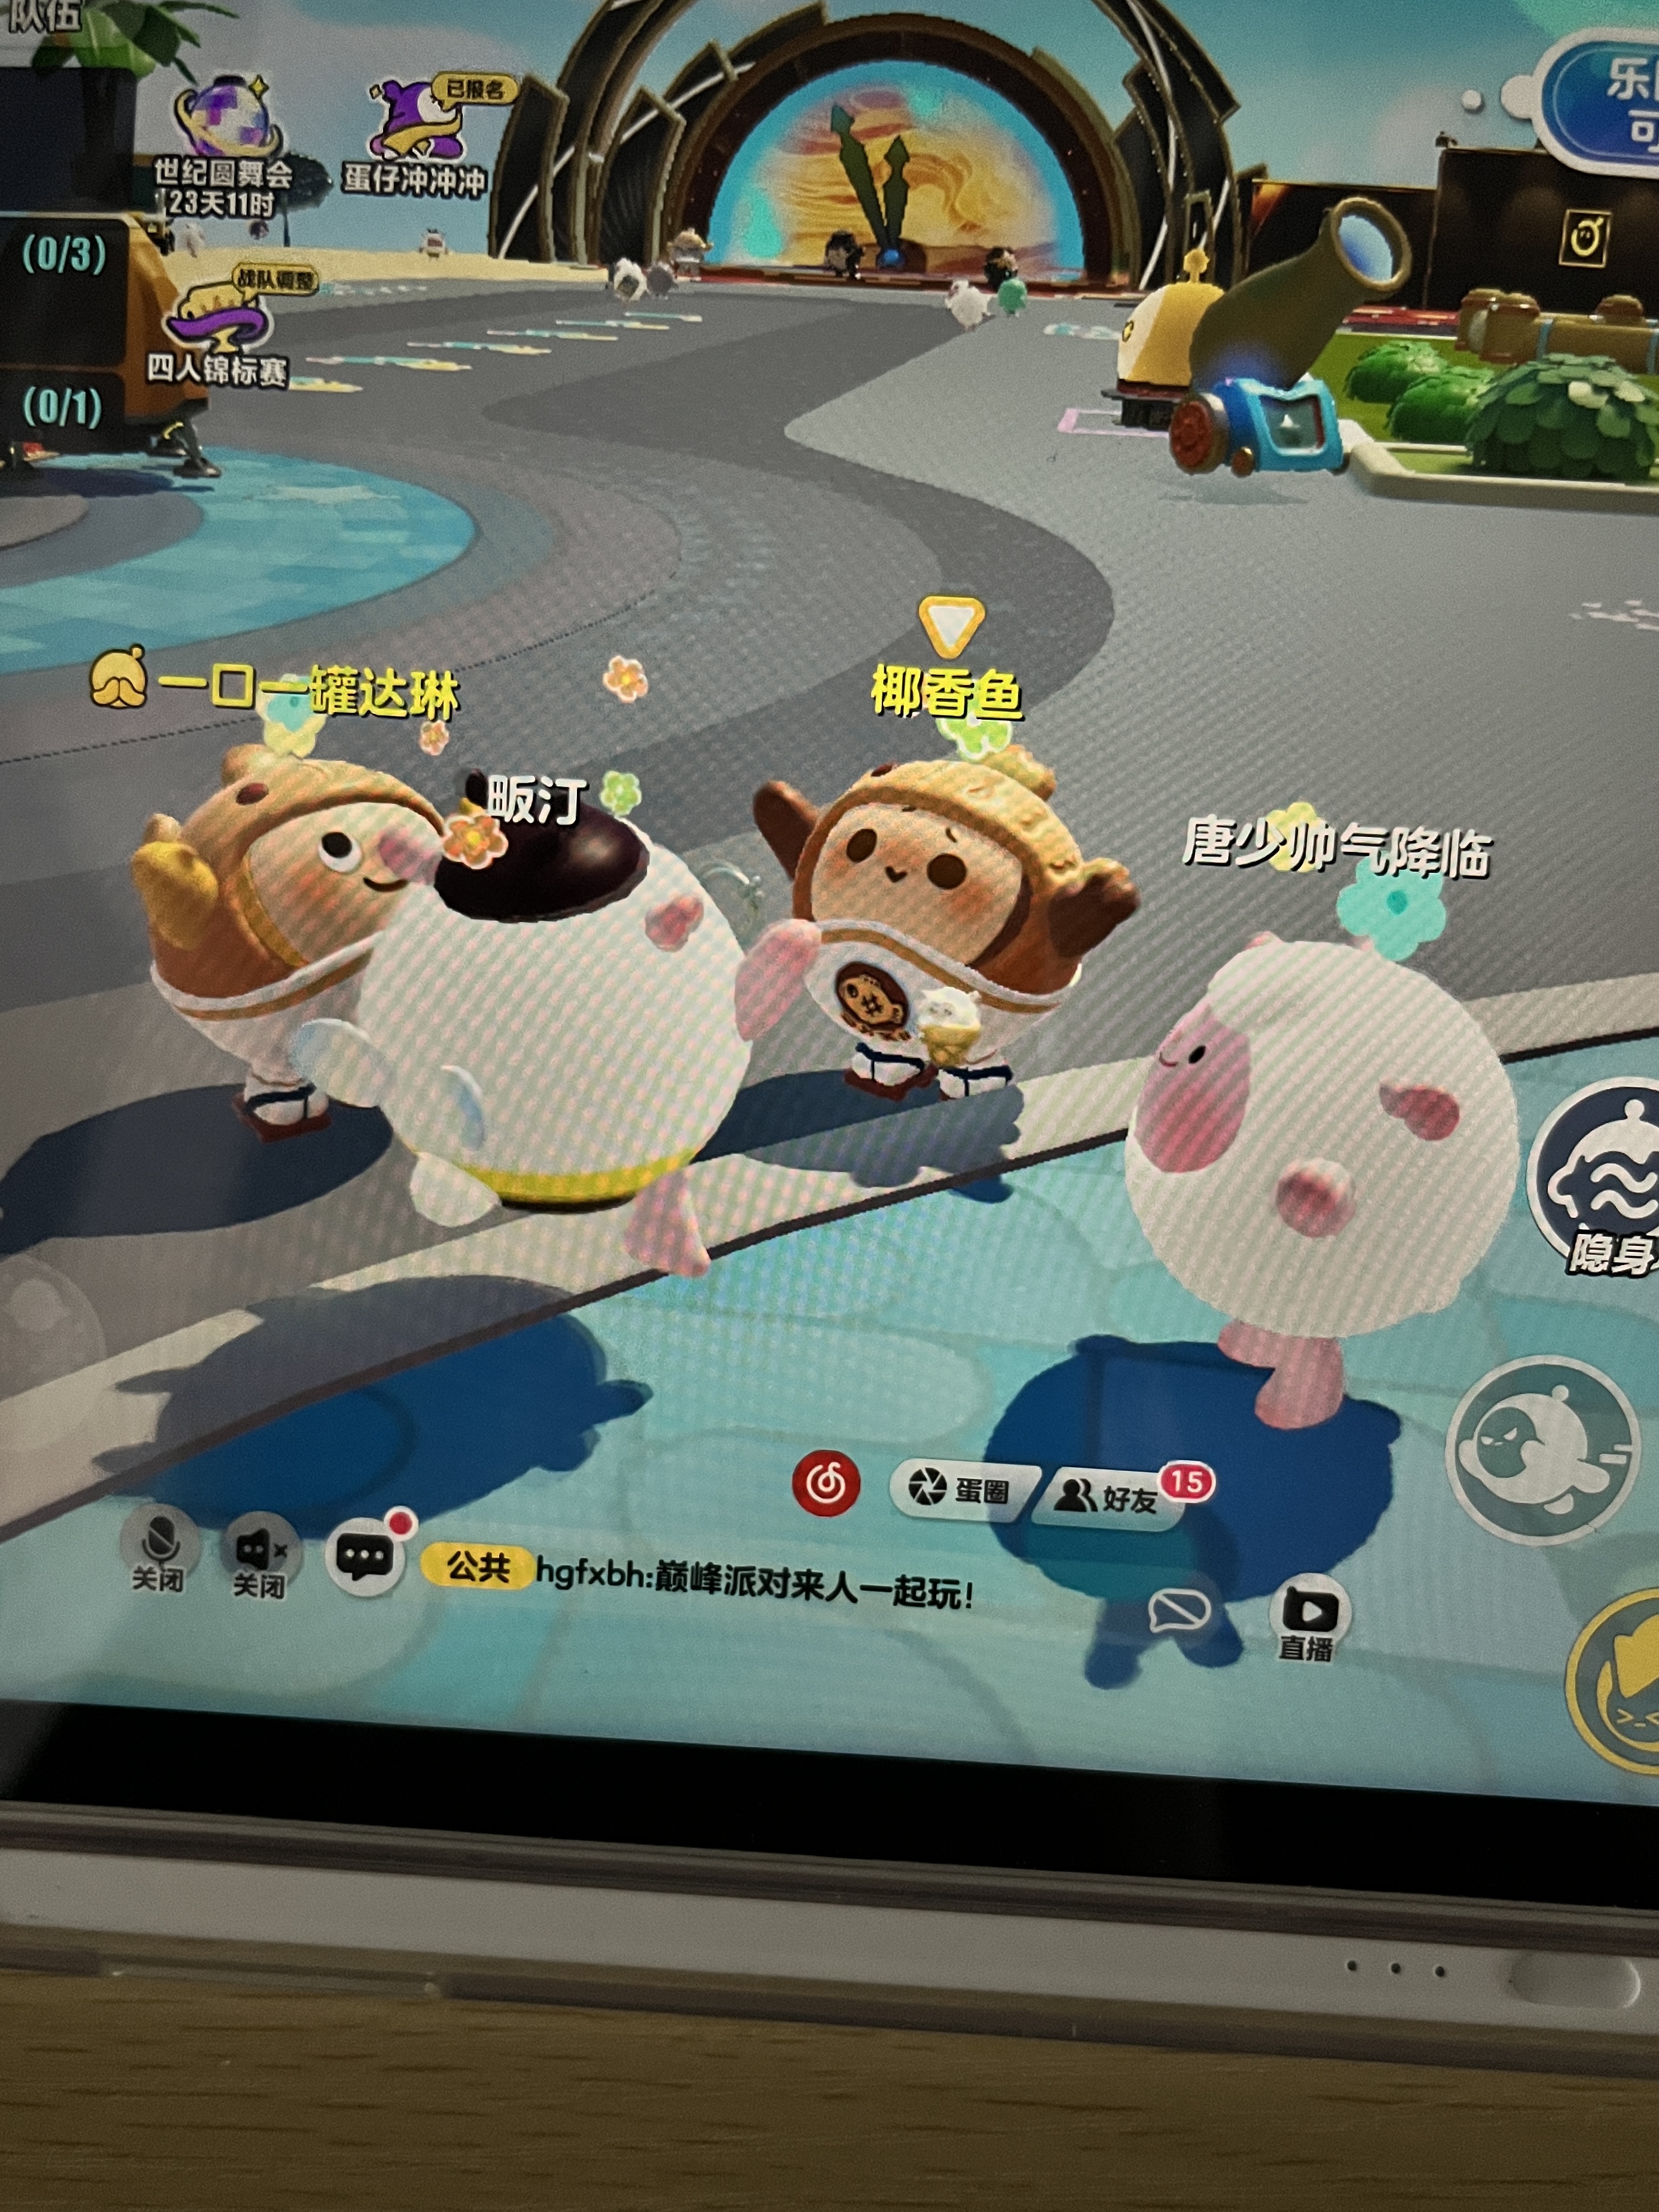 队伍
已报名
世纪圆舞会
23天11时
蛋仔冲冲冲
(0/3)
战队调整
四人锦标赛
(0/1)
一口一罐达琳
椰香鱼
畈汀
唐少帅气降临
隐身
蛋圈
好友
15
关闭
关闭
公共
hgfxbh:巅峰派对来人一起玩!
直播